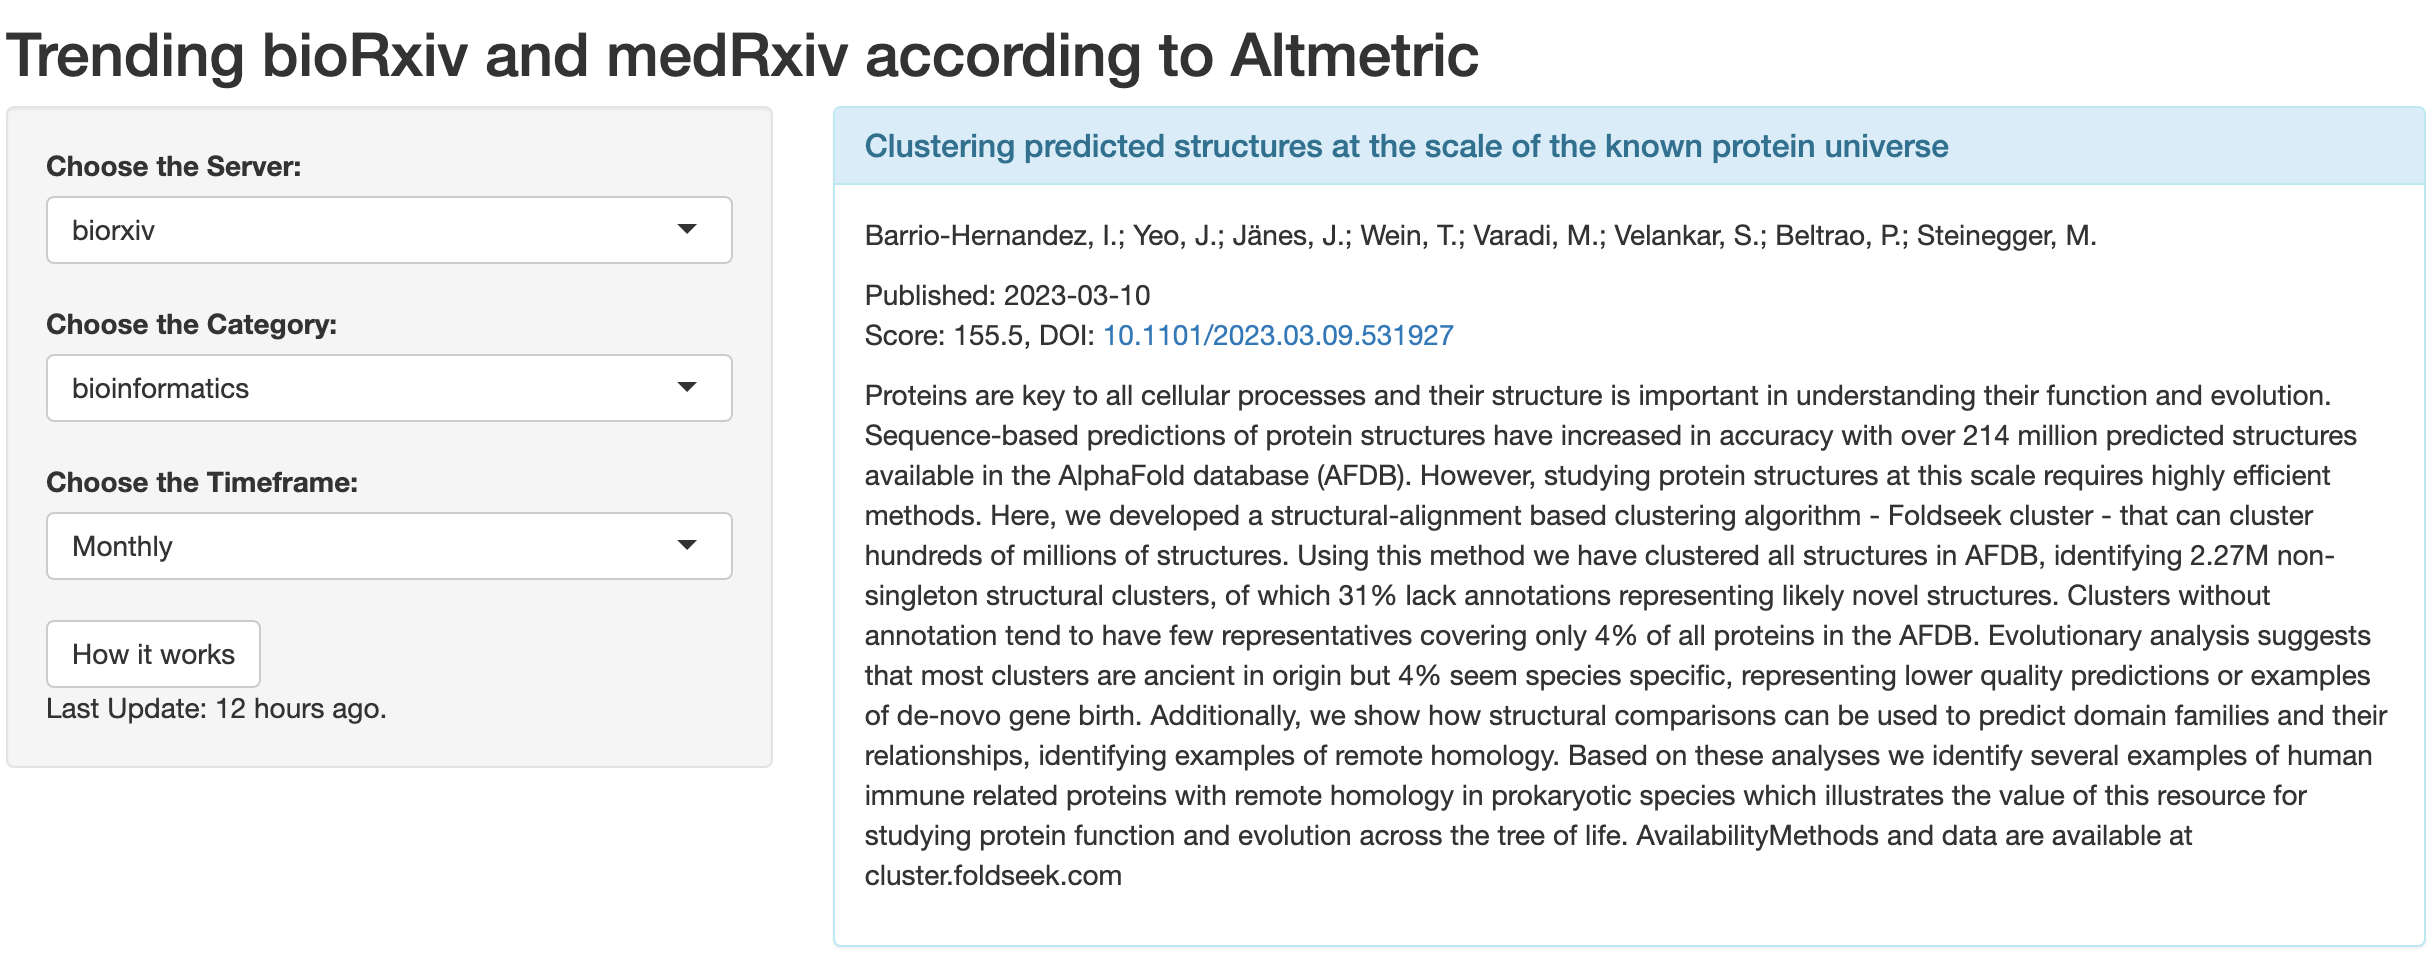 Trending bioRxiv and medRxiv according to Altmetric
Choose the Server:
biorxiv
Choose the Category:
bioinformatics
Choose the Timeframe:
Monthly
How it works
Last Update: 12 hours ago.
Clustering predicted structures at the scale of the known protein universe
Barrio-Hernandez, I.; Yeo, J.; Jänes, J.; Wein, T.; Varadi, M.; Velankar, S.; Beltrao, P.; Steinegger, M.
Published: 2023-03-10
Score: 155.5, DOI: 10.1101/2023.03.09.531927
Proteins are key to all cellular processes and their structure is important in understanding their function and evolution.
Sequence-based predictions of protein structures have increased in accuracy with over 214 million predicted structures
available in the AlphaFold database (AFDB). However, studying protein structures at this scale requires highly efficient
methods. Here, we developed a structural-alignment based clustering algorithm - Foldseek cluster - that can cluster
hundreds of millions of structures. Using this method we have clustered all structures in AFDB, identifying 2.27M non-
singleton structural clusters, of which 31% lack annotations representing likely novel structures. Clusters without
annotation tend to have few representatives covering only 4% of all proteins in the AFDB. Evolutionary analysis suggests
that most clusters are ancient in origin but 4% seem species specific, representing lower quality predictions or examples
of de-novo gene birth. Additionally, we show how structural comparisons can be used to predict domain families and their
relationships, identifying examples of remote homology. Based on these analyses we identify several examples of human
immune related proteins with remote homology in prokaryotic species which illustrates the value of this resource for
studying protein function and evolution across the tree of life. AvailabilityMethods and data are available at
cluster.foldseek.com